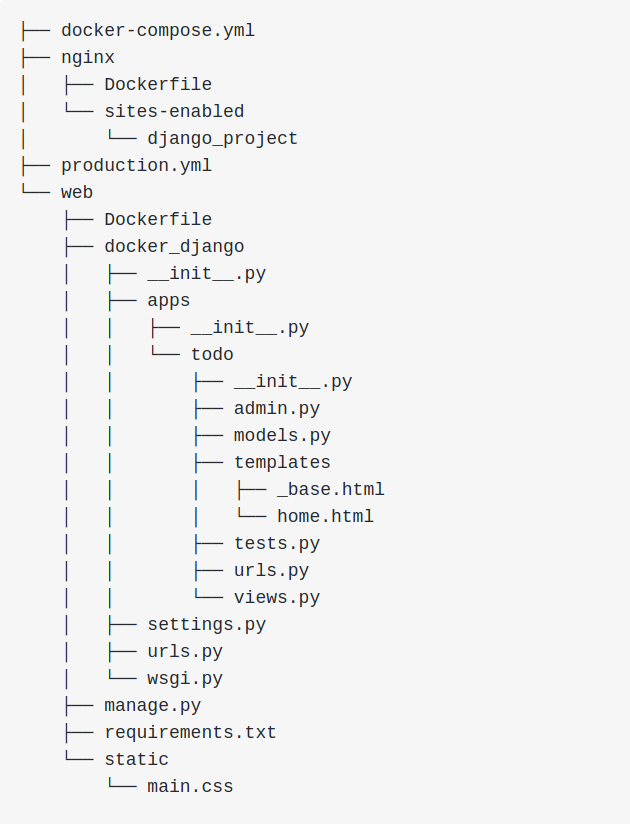 ├── docker-compose.yml
├── nginx
│   ├── Dockerfile
│   └── sites-enabled
│       └── django_project
├── production.yml
└── web
    ├── Dockerfile
    ├── docker_django
    │   ├── __init__.py
    │   ├── apps
    │   │   ├── __init__.py
    │   │   └── todo
    │   │       ├── __init__.py
    │   │       ├── admin.py
    │   │       ├── models.py
    │   │       ├── templates
    │   │       │   ├── _base.html
    │   │       │   └── home.html
    │   │       ├── tests.py
    │   │       ├── urls.py
    │   │       └── views.py
    │   ├── settings.py
    │   ├── urls.py
    │   └── wsgi.py
    ├── manage.py
    ├── requirements.txt
    └── static
        └── main.css